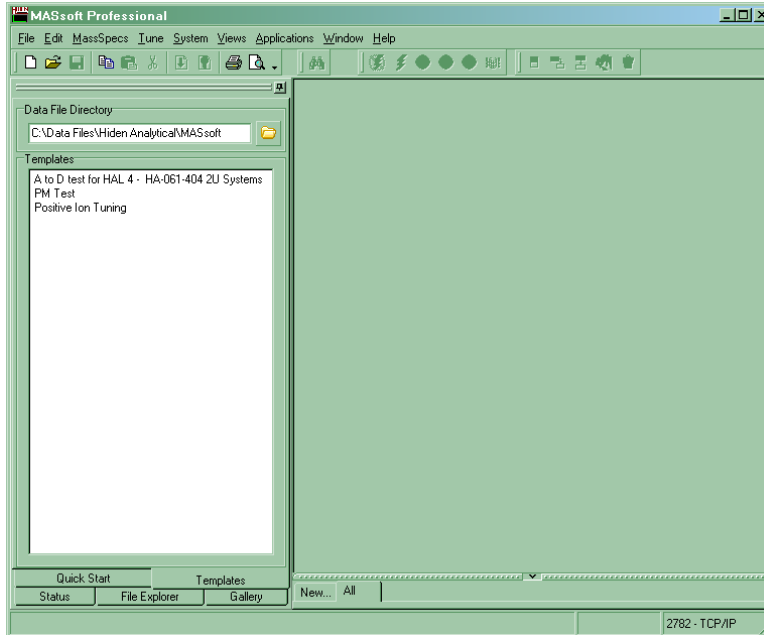 MASsoft Professional
File Edit MassSpecs Tune System Views Applications Window Help
Data File Directory
C:\Data Files\Hiden Analytical\MASsoft
Templates
A to D test for HAL 4 - HA-061-404 2U Systems
PM Test
Positive Ion Tuning
Quick Start Templates
Status File Explorer Gallery
New... All
2782 - TCP/IP